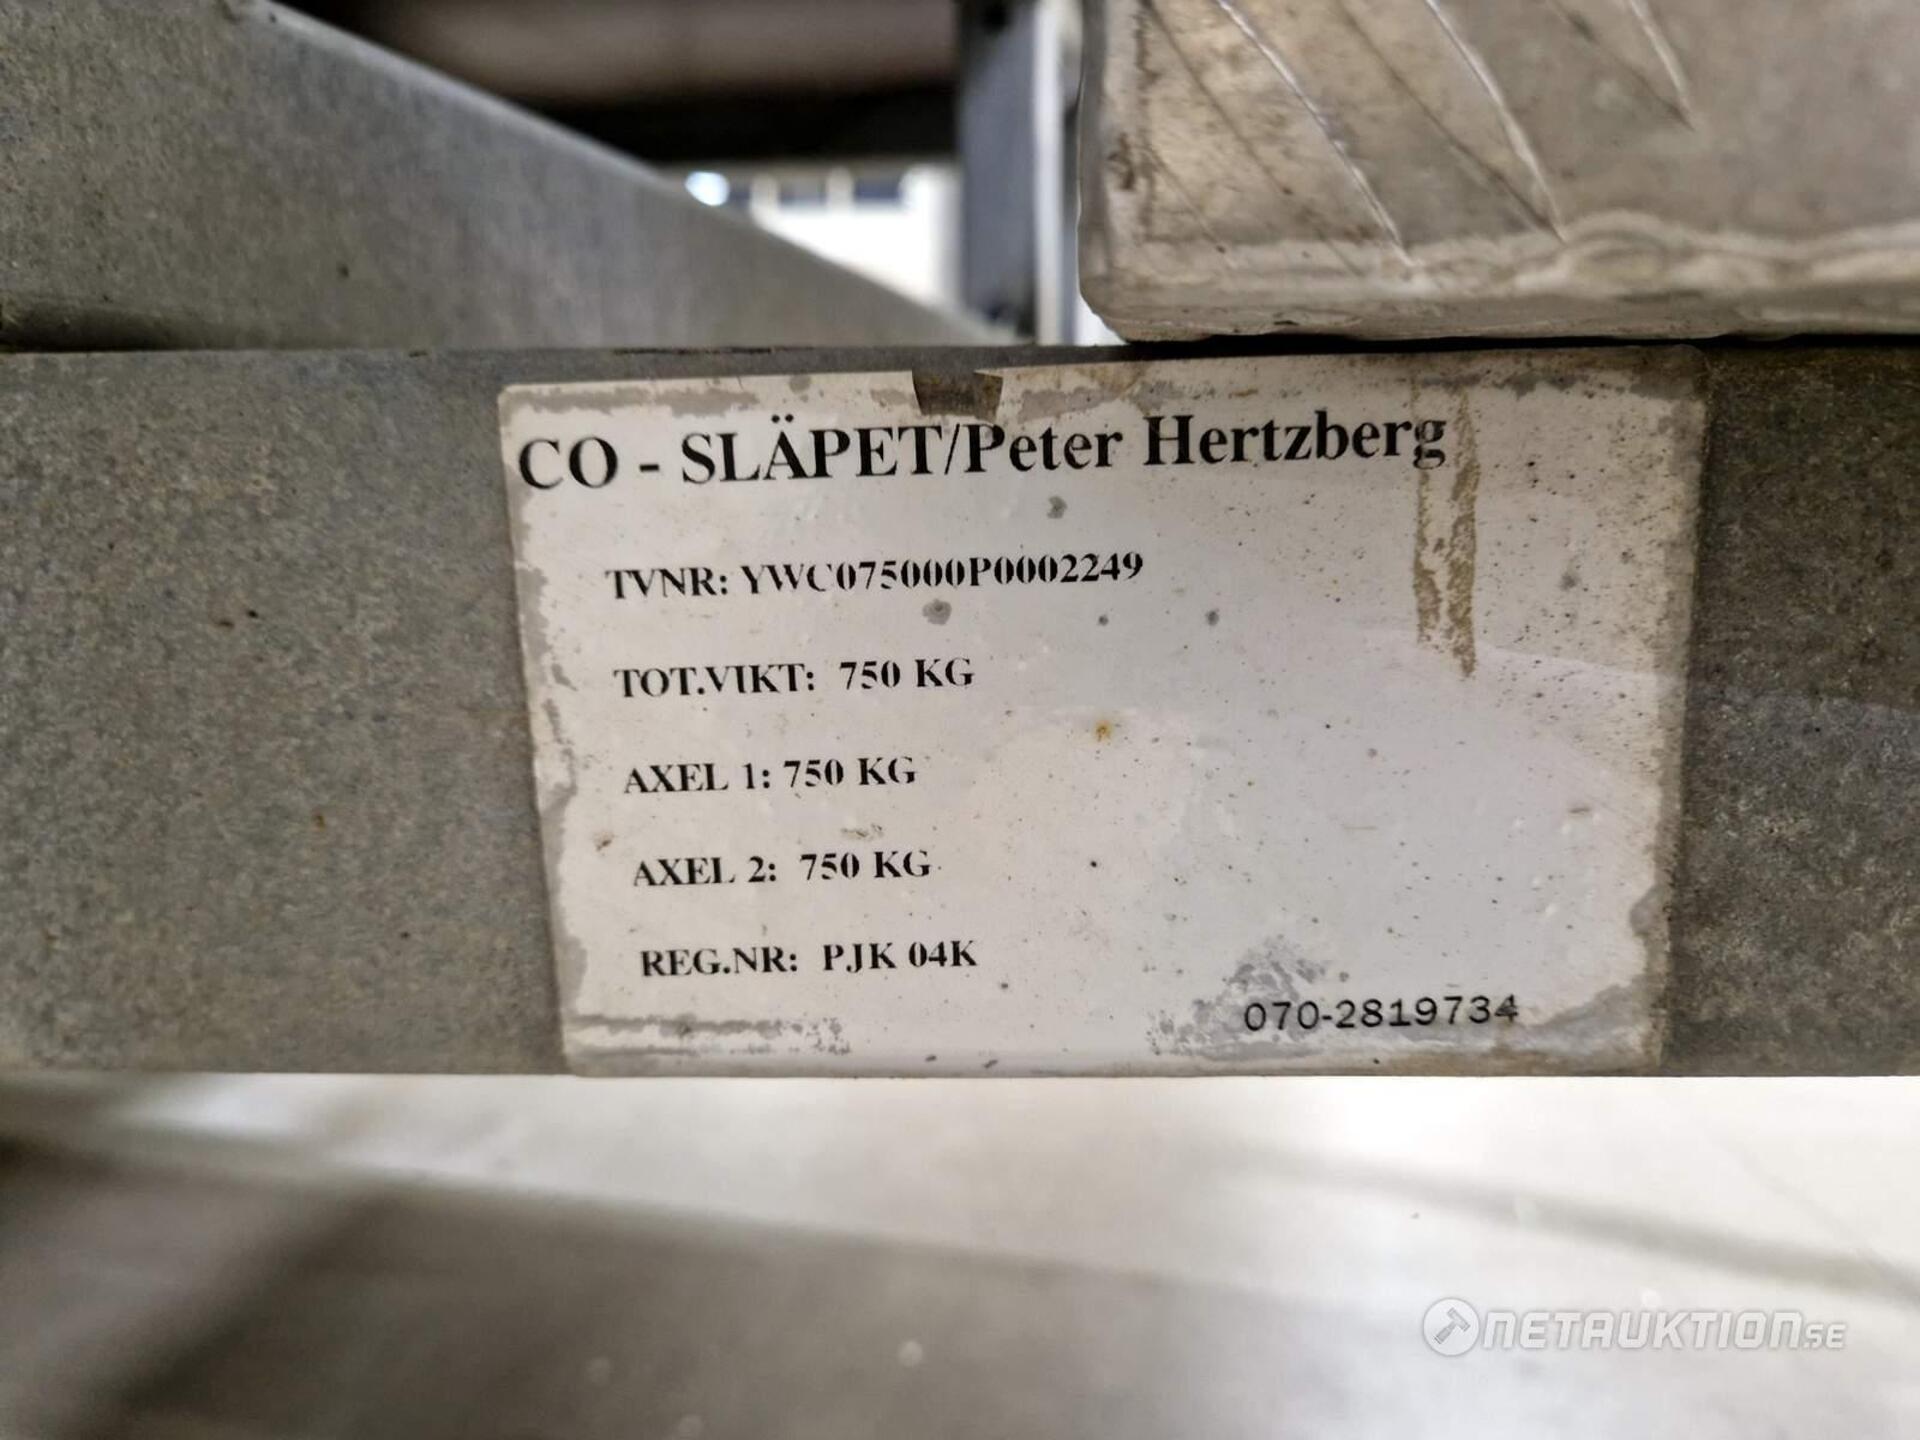 CO - SLÄPET/Peter Hertzberg
TVNR: YWC075000P0002249
TOT.VIKT: 750 KG
AXEL 1: 750 KG
AXEL 2: 750 KG
REG.NR: PJK 04K
070-2819734
NETAUKTION.SE